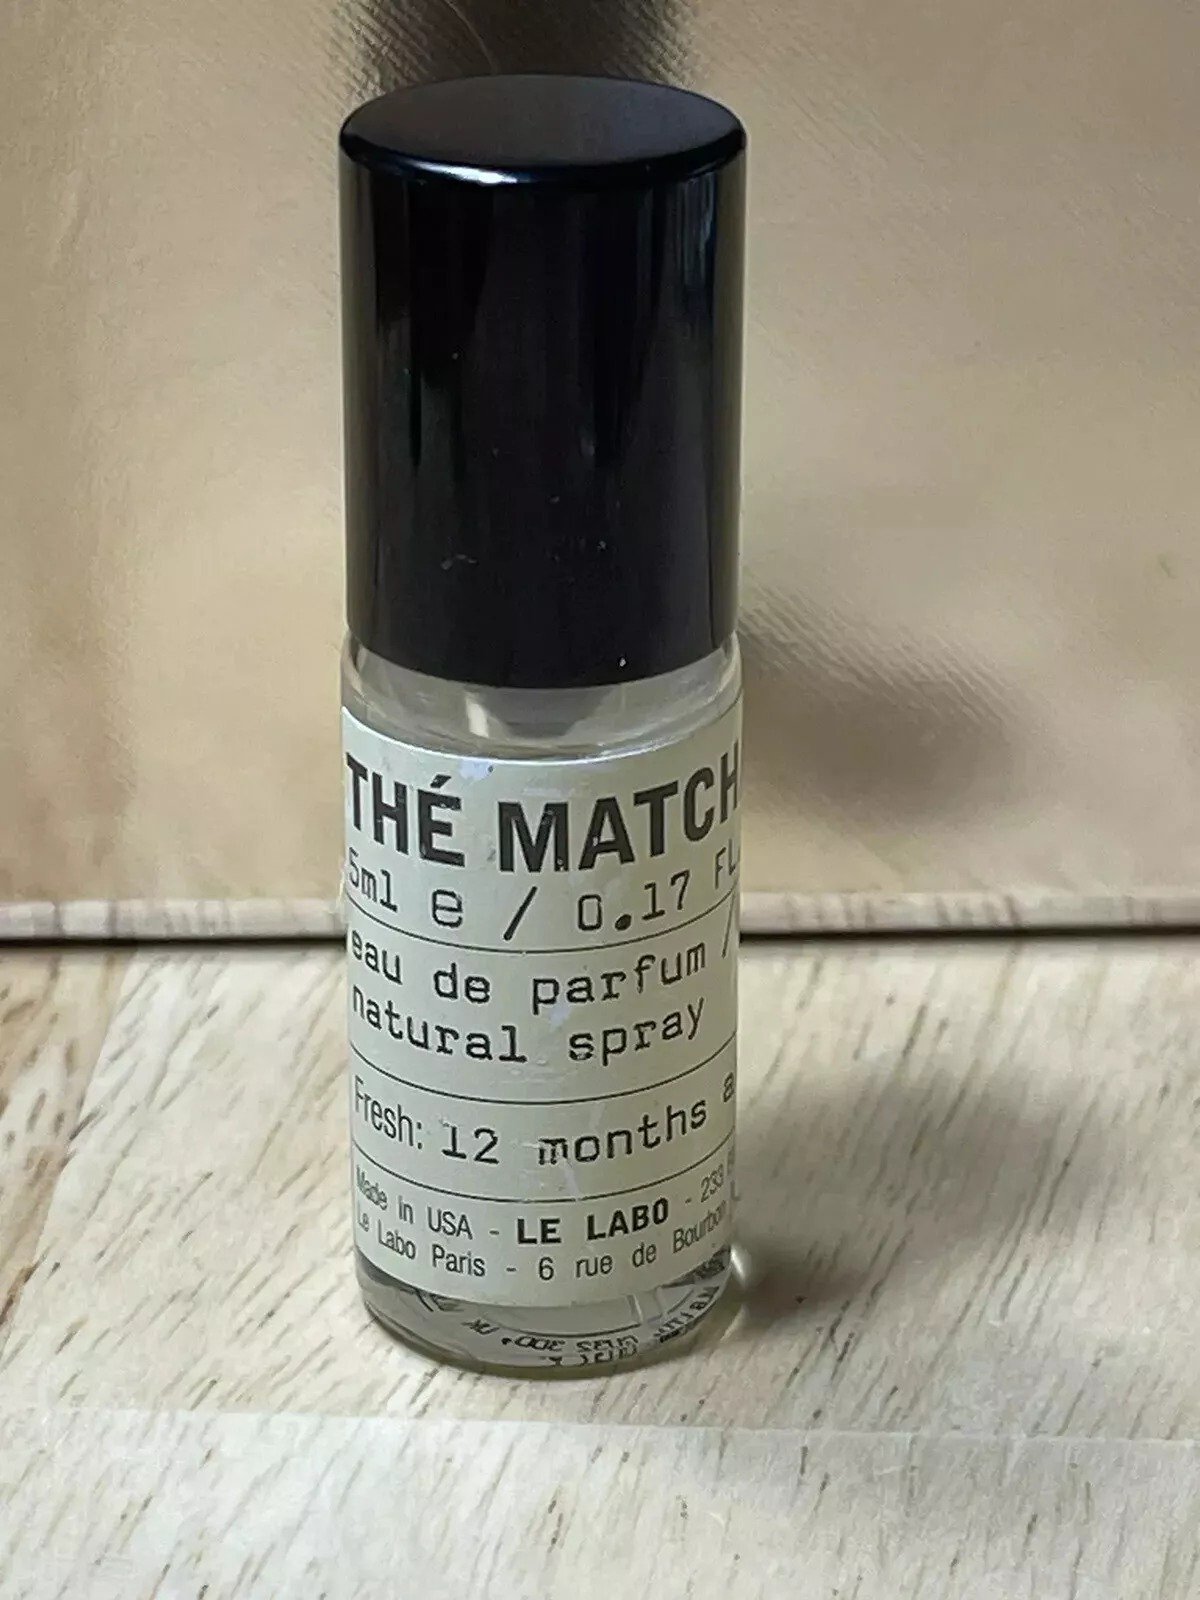 THÉ MATCH
5ml e / 0.17 FL
eau de parfum /
natural spray
Fresh: 12 months a
Made in USA - LE LABO - 233
Le Labo Paris - 6 rue de Bourbon